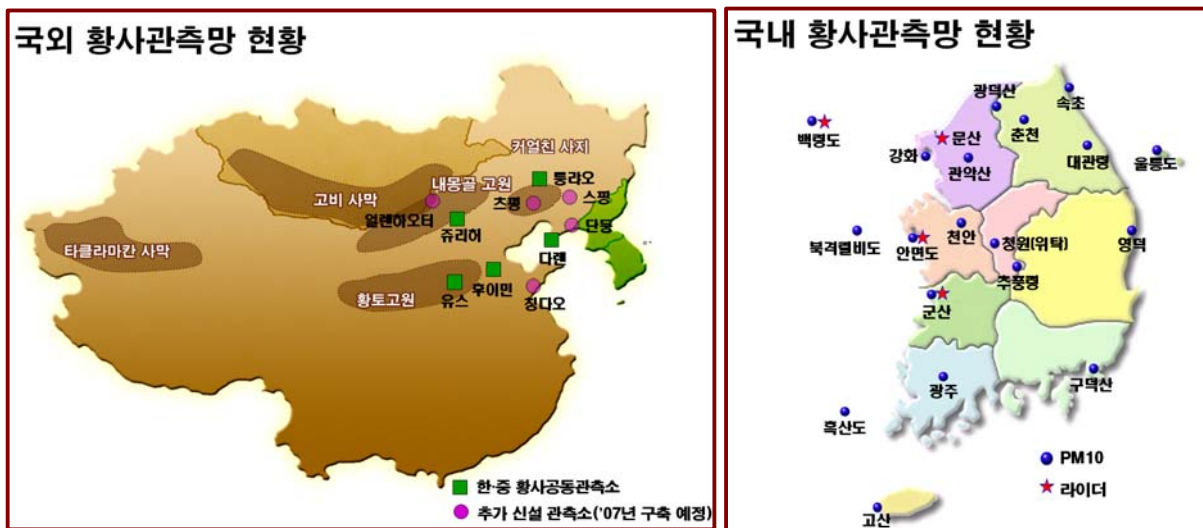 국외 황사관측망 현황
커얼친 사지
내몽골 고원
퉁랴오
고비 사막
츠펑
스핑
얼렌하오터
쥬리허
단둥
타클라마칸 사막
다롄
후이민
황토고원
유스
칭다오
한·중 황사공동관측소
추가 신설 관측소('07년 구축 예정)
국내 황사관측망 현황
광덕산
속초
백령도
문산
춘천
강화
관악산
대관령
울릉도
북격렬비도
안면도
천안
청원(위탁)
영덕
추풍령
군산
광주
구덕산
흑산도
PM10
라이더
고산